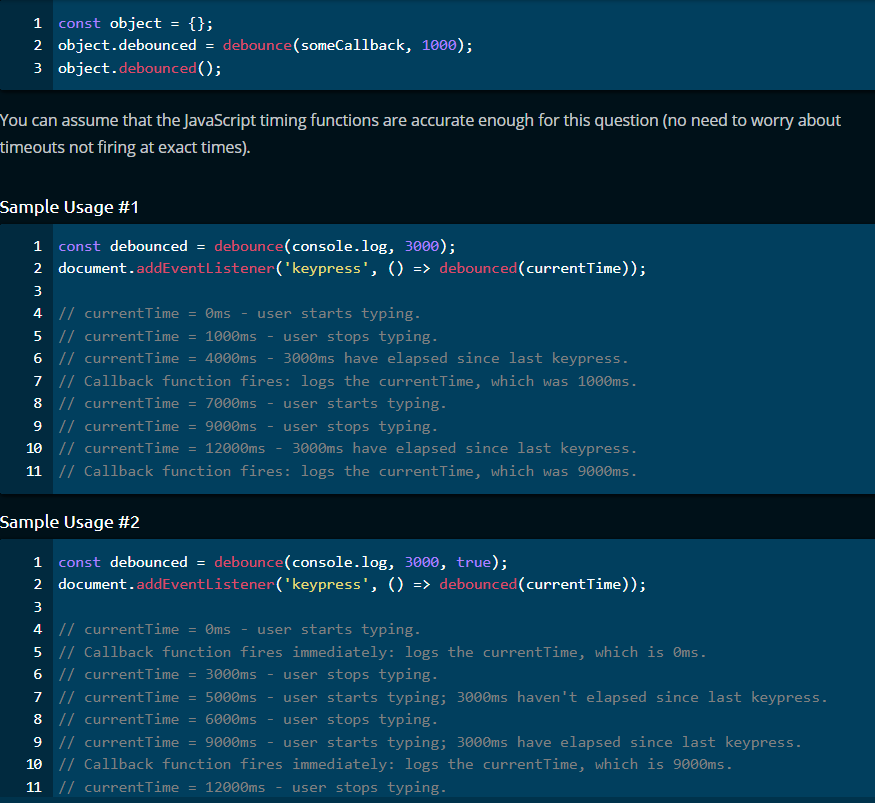 1 const object = {};
2 object.debounced = debounce(someCallback, 1000);
3 object.debounced();
You can assume that the JavaScript timing functions are accurate enough for this question (no need to worry about
timeouts not firing at exact times).
Sample Usage #1
1 const debounced = debounce(console.log, 3000);
2 document.addEventListener('keypress', () => debounced(currentTime));
3
4 // currentTime = 0ms - user starts typing.
5 // currentTime = 1000ms - user stops typing.
6 // currentTime = 4000ms - 3000ms have elapsed since last keypress.
7 // Callback function fires: logs the currentTime, which was 1000ms.
8 // currentTime = 7000ms - user starts typing.
9 // currentTime = 9000ms - user stops typing.
10 // currentTime = 12000ms - 3000ms have elapsed since last keypress.
11 // Callback function fires: logs the currentTime, which was 9000ms.
Sample Usage #2
1 const debounced = debounce(console.log, 3000, true);
2 document.addEventListener('keypress', () => debounced(currentTime));
3
4 // currentTime = 0ms - user starts typing.
5 // Callback function fires immediately: logs the currentTime, which is 0ms.
6 // currentTime = 3000ms - user stops typing.
7 // currentTime = 5000ms - user starts typing; 3000ms haven't elapsed since last keypress.
8 // currentTime = 6000ms - user stops typing.
9 // currentTime = 9000ms - user starts typing; 3000ms have elapsed since last keypress.
10 // Callback function fires immediately: logs the currentTime, which is 9000ms.
11 // currentTime = 12000ms - user stops typing.